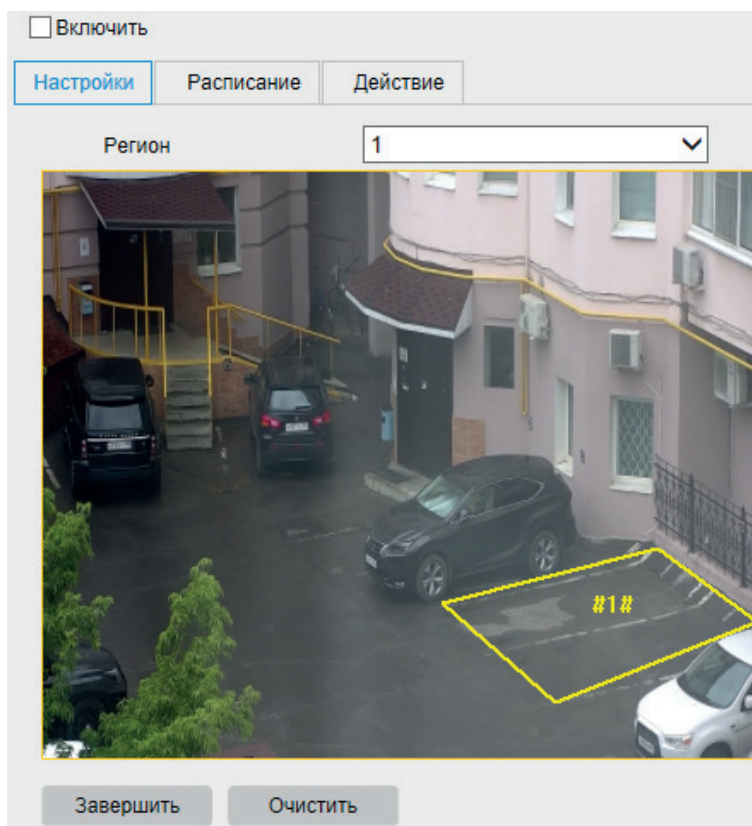 Включить
Настройки Расписание Действие
Регион 1
#1#
Завершить Очистить